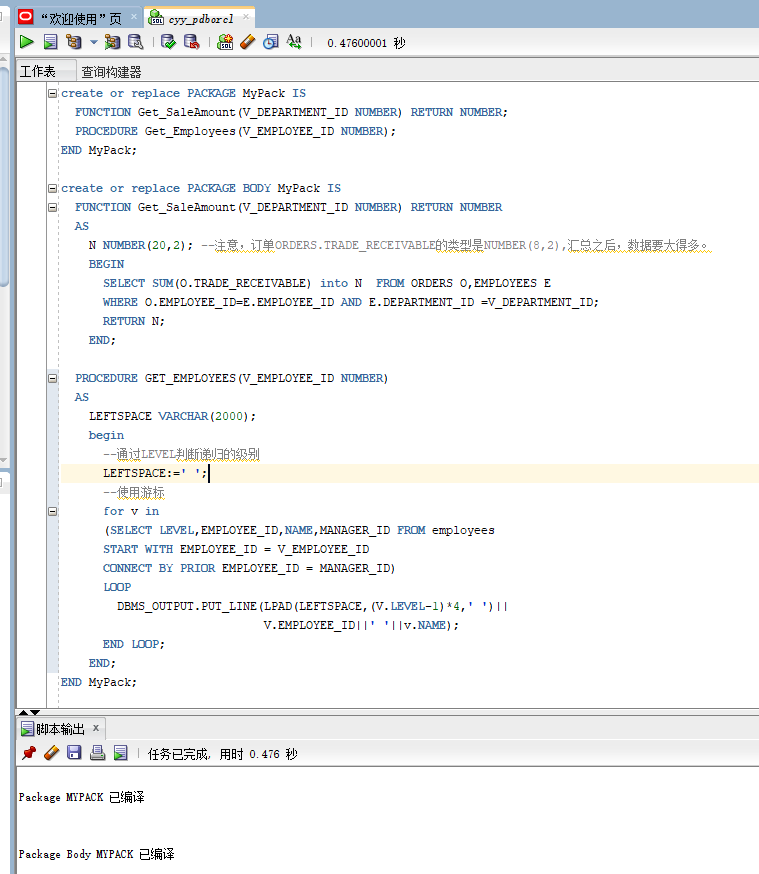 “欢迎使用”页
cyy_pdborcl
0.47600001 秒
工作表 查询构建器
create or replace PACKAGE MyPack IS
FUNCTION Get_SaleAmount(V_DEPARTMENT_ID NUMBER) RETURN NUMBER;
PROCEDURE Get_Employees(V_EMPLOYEE_ID NUMBER);
END MyPack;
create or replace PACKAGE BODY MyPack IS
FUNCTION Get_SaleAmount(V_DEPARTMENT_ID NUMBER) RETURN NUMBER
AS
N NUMBER(20,2); --注意，订单ORDERS.TRADE_RECEIVABLE的类型是NUMBER(8,2),汇总之后，数据要大得多。
BEGIN
SELECT SUM(O.TRADE_RECEIVABLE) into N  FROM ORDERS O,EMPLOYEES E
WHERE O.EMPLOYEE_ID=E.EMPLOYEE_ID AND E.DEPARTMENT_ID =V_DEPARTMENT_ID;
RETURN N;
END;
PROCEDURE GET_EMPLOYEES(V_EMPLOYEE_ID NUMBER)
AS
LEFTSPACE VARCHAR(2000);
begin
--通过LEVEL判断递归的级别
LEFTSPACE:=' ';
--使用游标
for v in
(SELECT LEVEL,EMPLOYEE_ID,NAME,MANAGER_ID FROM employees
START WITH EMPLOYEE_ID = V_EMPLOYEE_ID
CONNECT BY PRIOR EMPLOYEE_ID = MANAGER_ID)
LOOP
DBMS_OUTPUT.PUT_LINE(LPAD(LEFTSPACE,(V.LEVEL-1)*4,' ')||
V.EMPLOYEE_ID||' '||v.NAME);
END LOOP;
END;
END MyPack;
脚本输出
任务已完成, 用时 0.476 秒
Package MYPACK 已编译
Package Body MYPACK 已编译